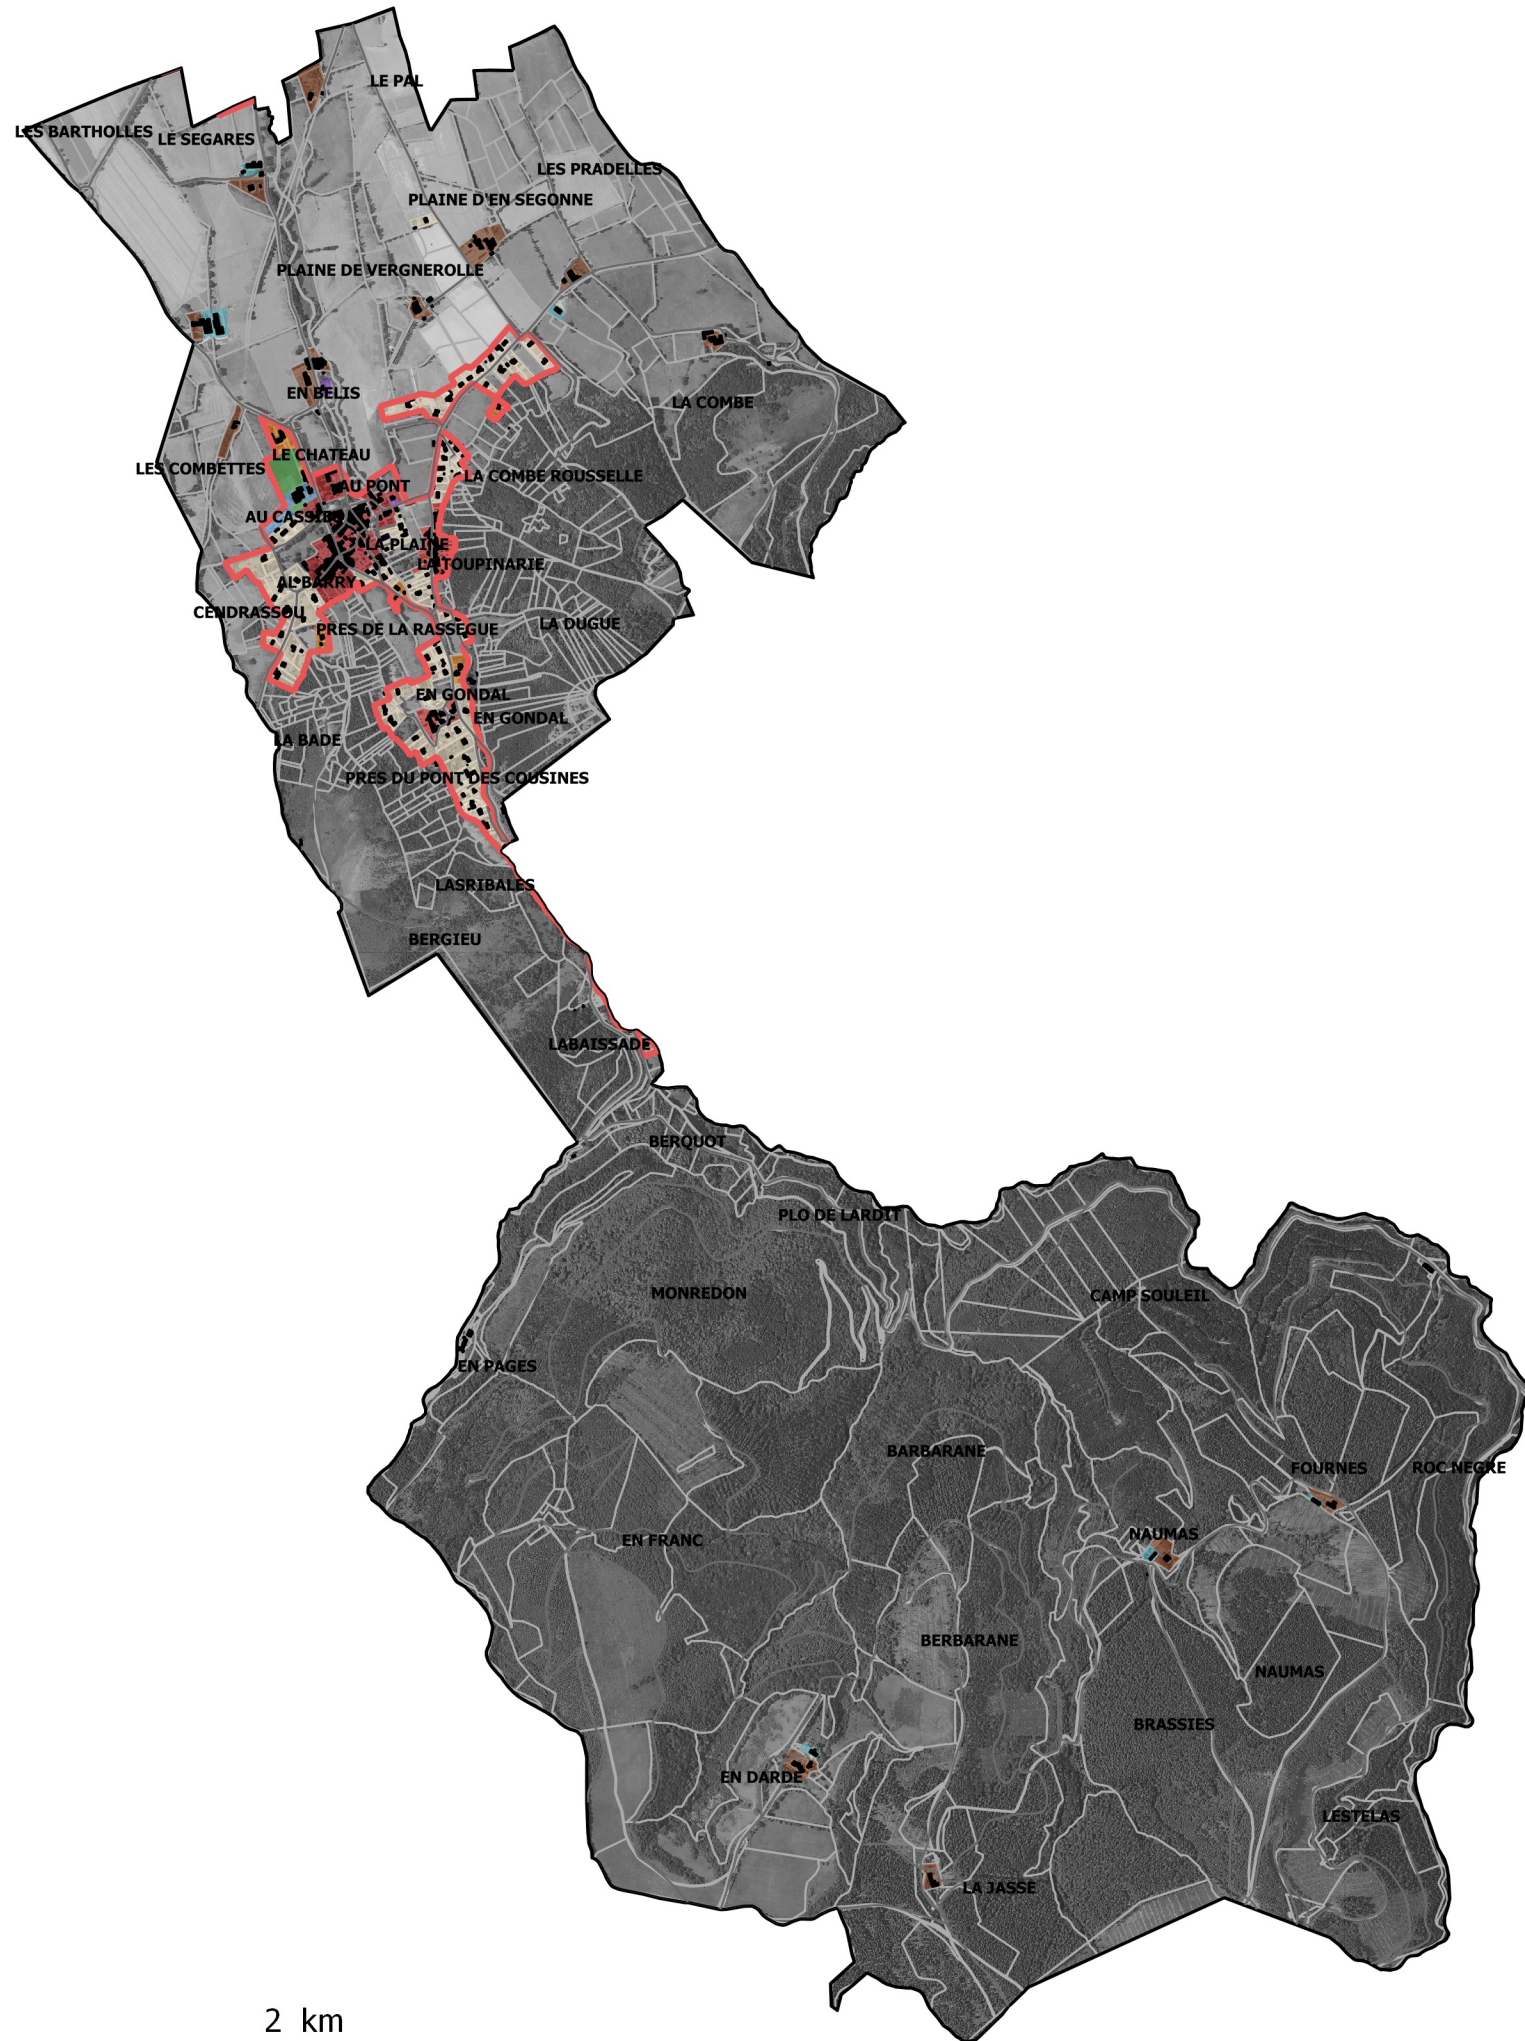 LE PAL
LES BARTHOLLES
LE SEGARES
LES PRADELLES
PLAINE D'EN SEGONNE
PLAINE DE VERGNEROLLE
EN BELIS
LA COMBE
LE CHATEAU
LES COMBETTES
LA COMBE ROUSSELLE
AU PONT
AU CASSIE
LA PLAINE
LA TOUPINARIE
AL BARRY
CENDRASSOU
LA DUGUE
PRES DE LA RASSEGUE
EN GONDAL
EN GONDAL
LA BADE
PRES DU PONT DES COUSINES
LASRIBALES
BERGIEU
LABAISSADE
BERQUOT
PLO DE LARDIT
MONREDON
CAMP SOULEIL
EN PAGES
BARBARANE
FOURNES
ROC NEGRE
NAUMAS
EN FRANC
BERBARANE
NAUMAS
BRASSIES
EN DARDE
LESTELAS
LA JASSE
2 km